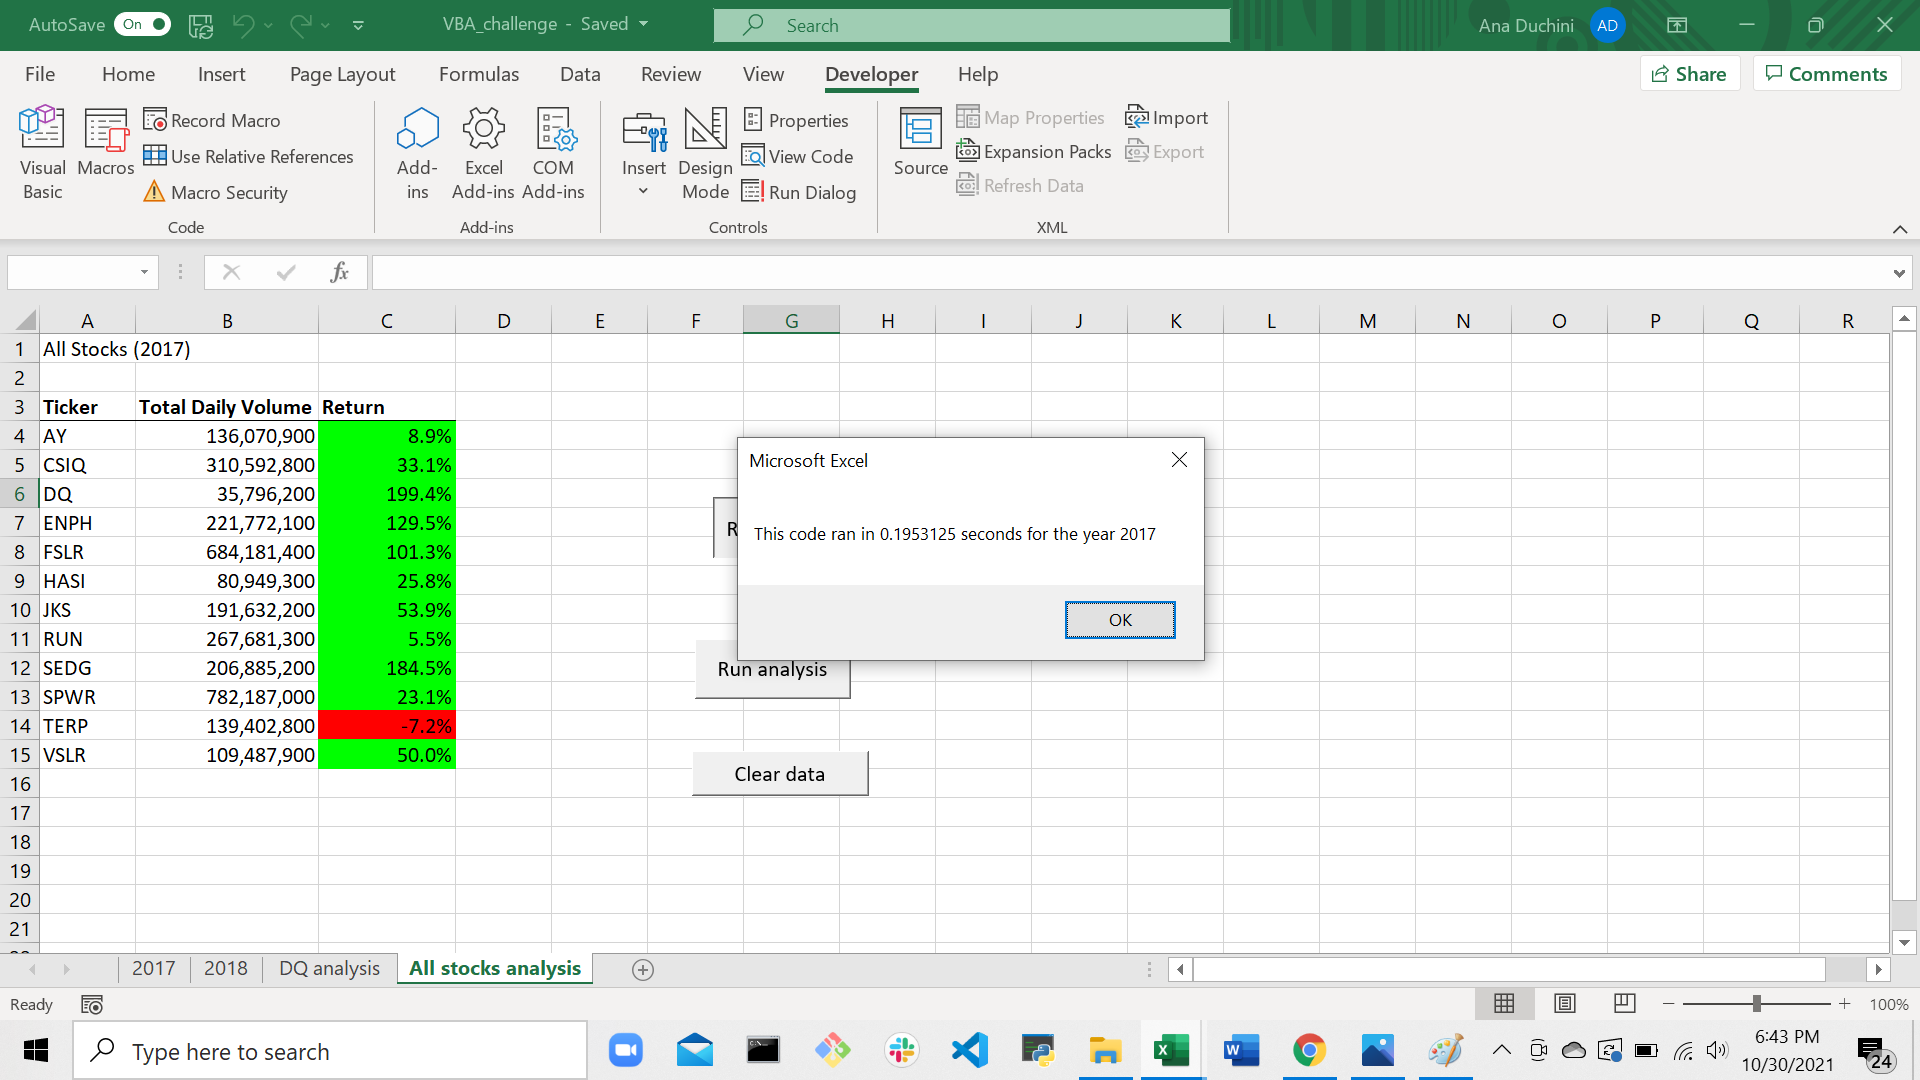 AutoSave On VBA_challenge - Saved Search Ana Duchini AD
File Home Insert Page Layout Formulas Data Review View Developer Help Share Comments
Visual Basic
Macros
Record Macro
Use Relative References
Macro Security
Code
Add-ins
Excel Add-ins
COM Add-ins
Add-ins
Insert
Design Mode
Properties
View Code
Run Dialog
Controls
Source
Map Properties
Expansion Packs
Refresh Data
Import
Export
XML
fx
A B C D E F G H I J K L M N O P Q R
1 All Stocks (2017)
2
3 Ticker Total Daily Volume Return
4 AY 136,070,900 8.9%
5 CSIQ 310,592,800 33.1%
6 DQ 35,796,200 199.4%
7 ENPH 221,772,100 129.5%
8 FSLR 684,181,400 101.3%
9 HASI 80,949,300 25.8%
10 JKS 191,632,200 53.9%
11 RUN 267,681,300 5.5%
12 SEDG 206,885,200 184.5%
13 SPWR 782,187,000 23.1%
14 TERP 139,402,800 -7.2%
15 VSLR 109,487,900 50.0%
16
17
18
19
20
21
Microsoft Excel
This code ran in 0.1953125 seconds for the year 2017
OK
R
Run analysis
Clear data
2017 2018 DQ analysis All stocks analysis
Ready 100%
Type here to search
6:43 PM
10/30/2021
24